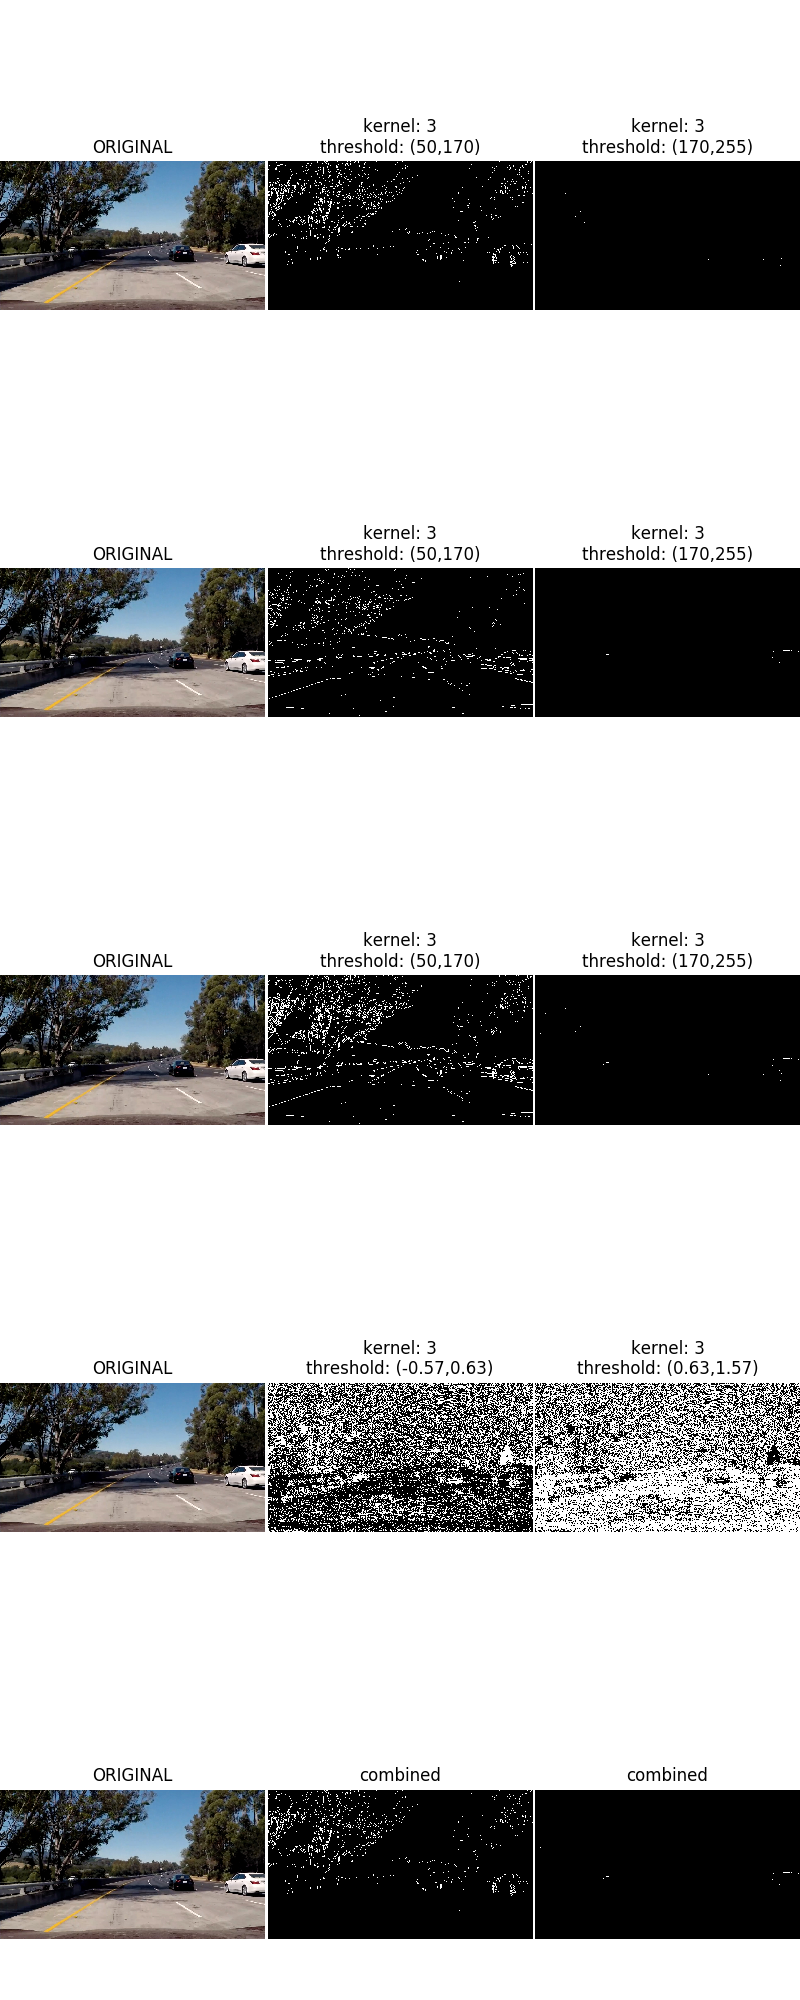 ORIGINAL
kernel: 3
threshold: (50,170)
kernel: 3
threshold: (170,255)
ORIGINAL
kernel: 3
threshold: (50,170)
kernel: 3
threshold: (170,255)
ORIGINAL
kernel: 3
threshold: (50,170)
kernel: 3
threshold: (170,255)
ORIGINAL
kernel: 3
threshold: (-0.57,0.63)
kernel: 3
threshold: (0.63,1.57)
ORIGINAL
combined
combined